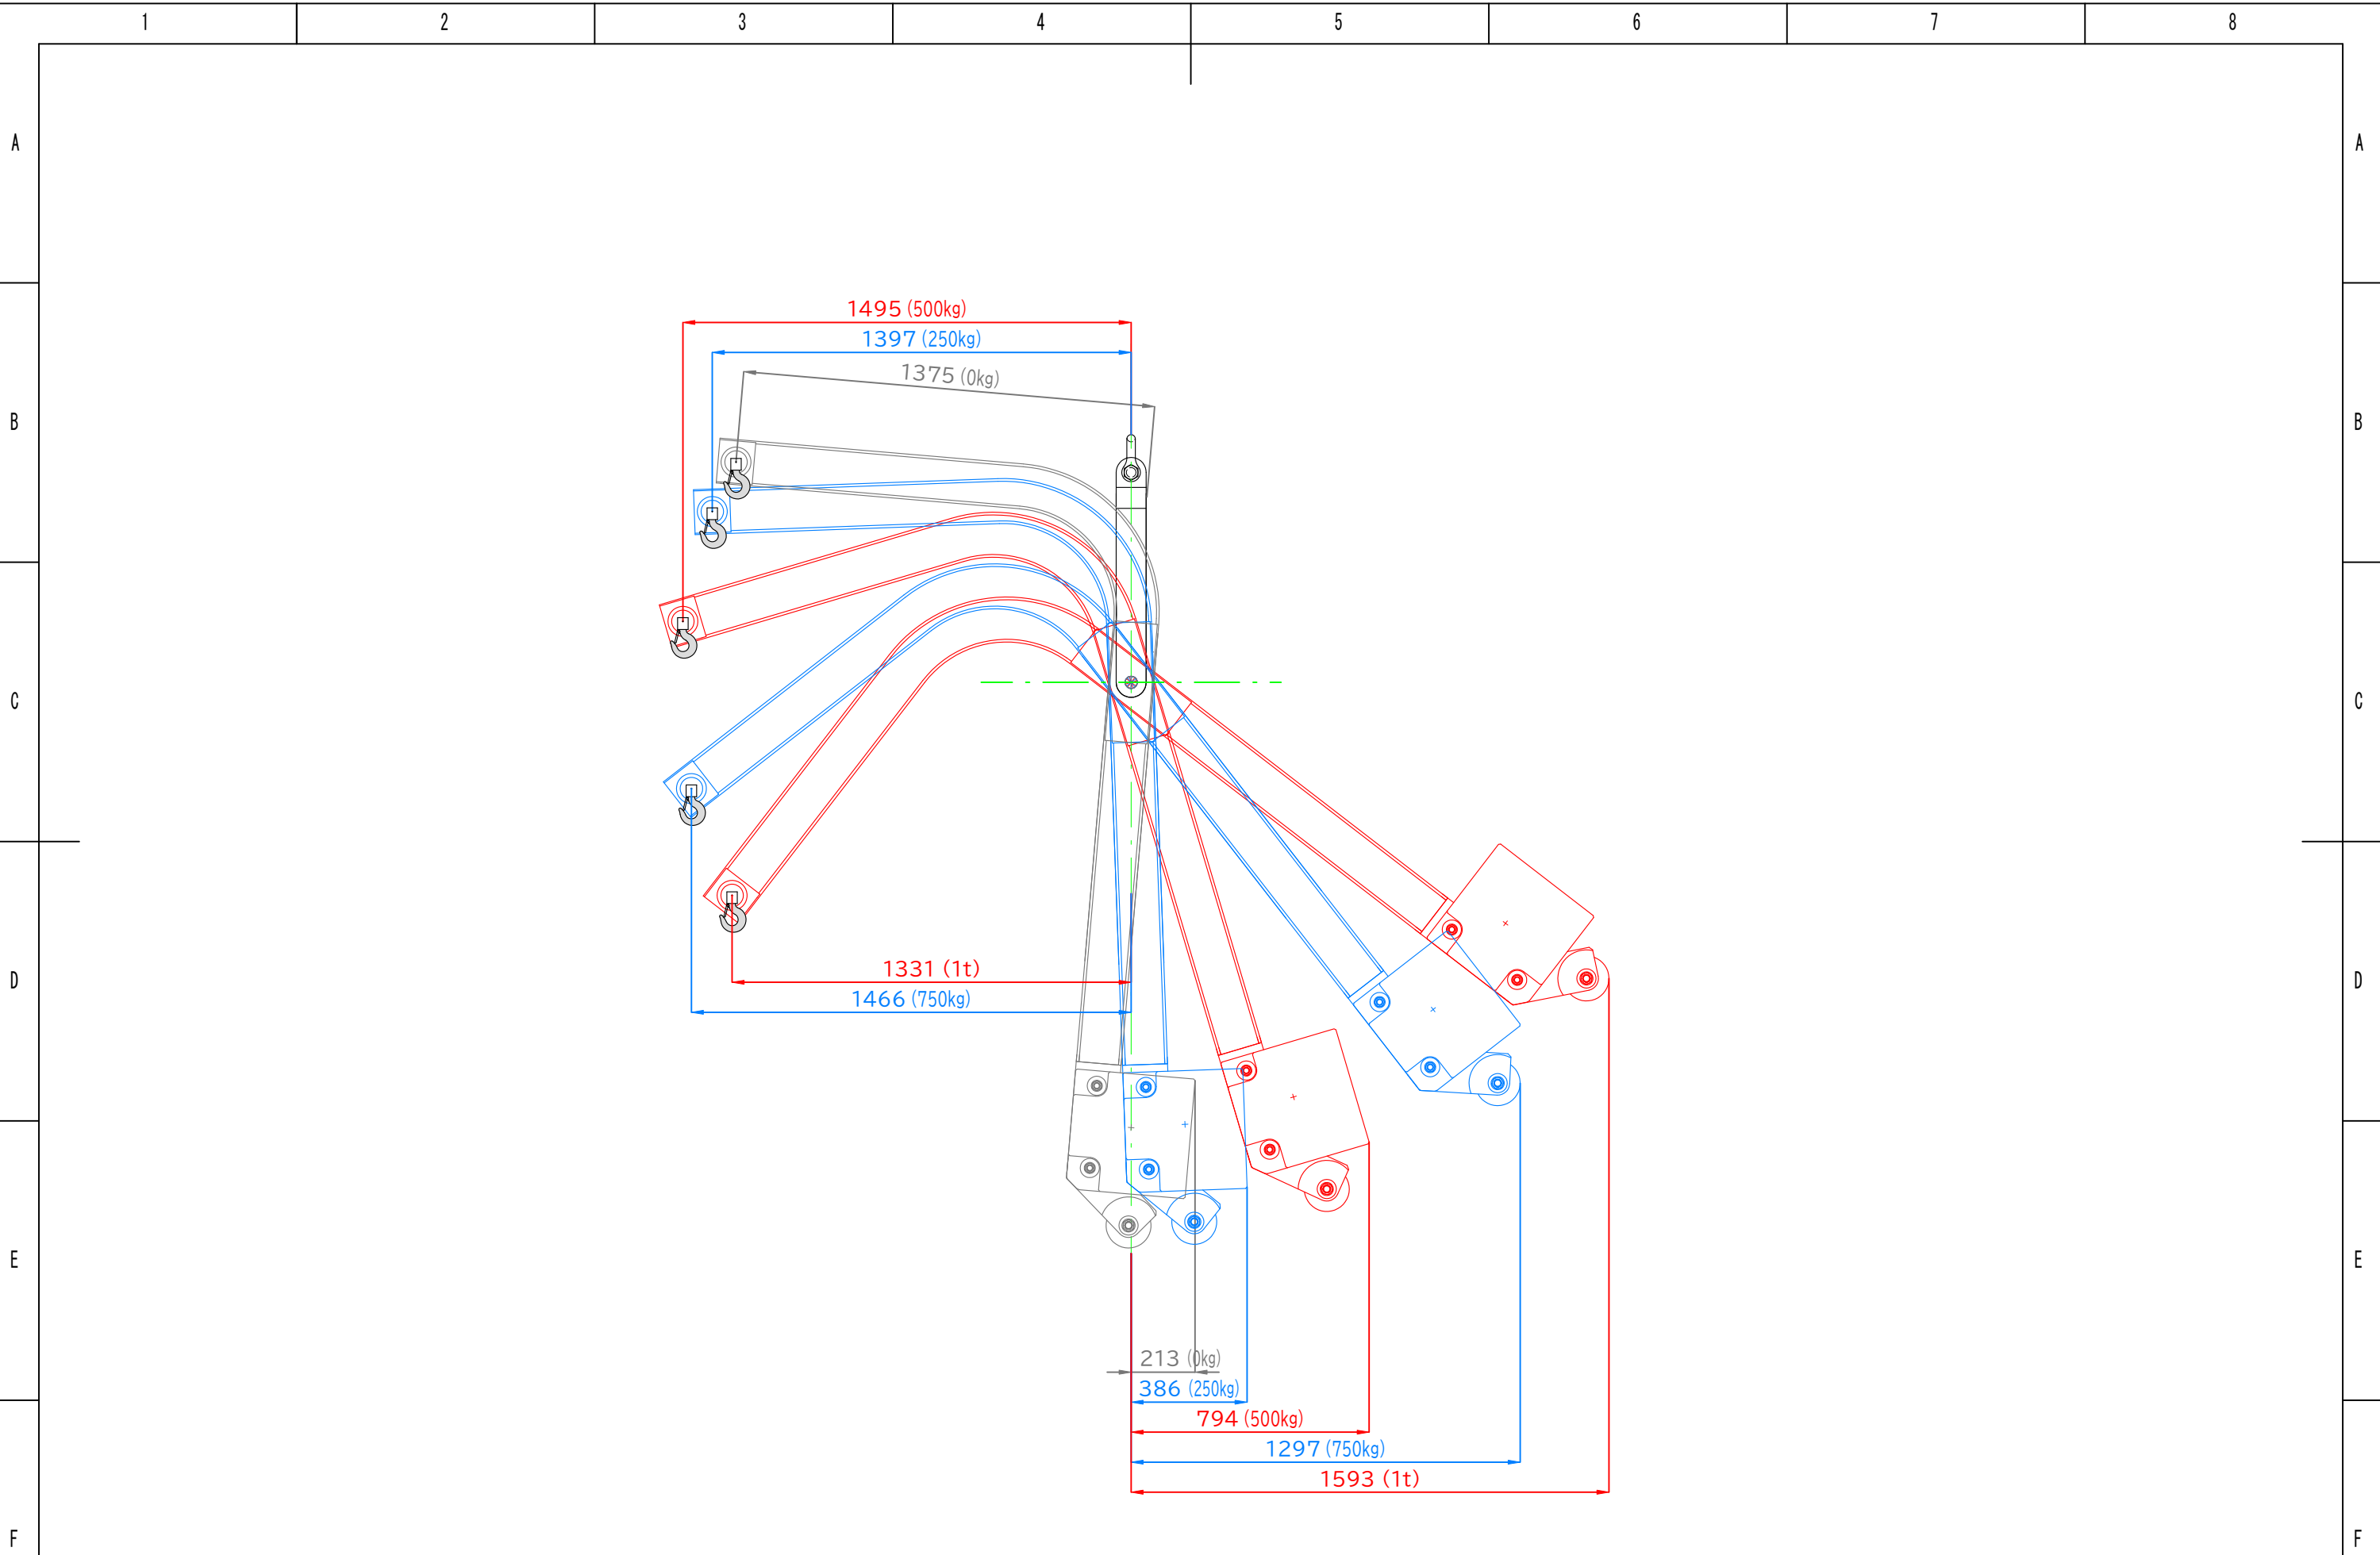 1 2 3 4 5 6 7 8
A A
1495 (500kg)
1397 (250kg)
1375 (0kg)
B B
C C
1331 (1t)
D D
1466 (750kg)
E E
213 (0kg)
386 (250kg)
794 (500kg)
1297 (750kg)
1593 (1t)
F F